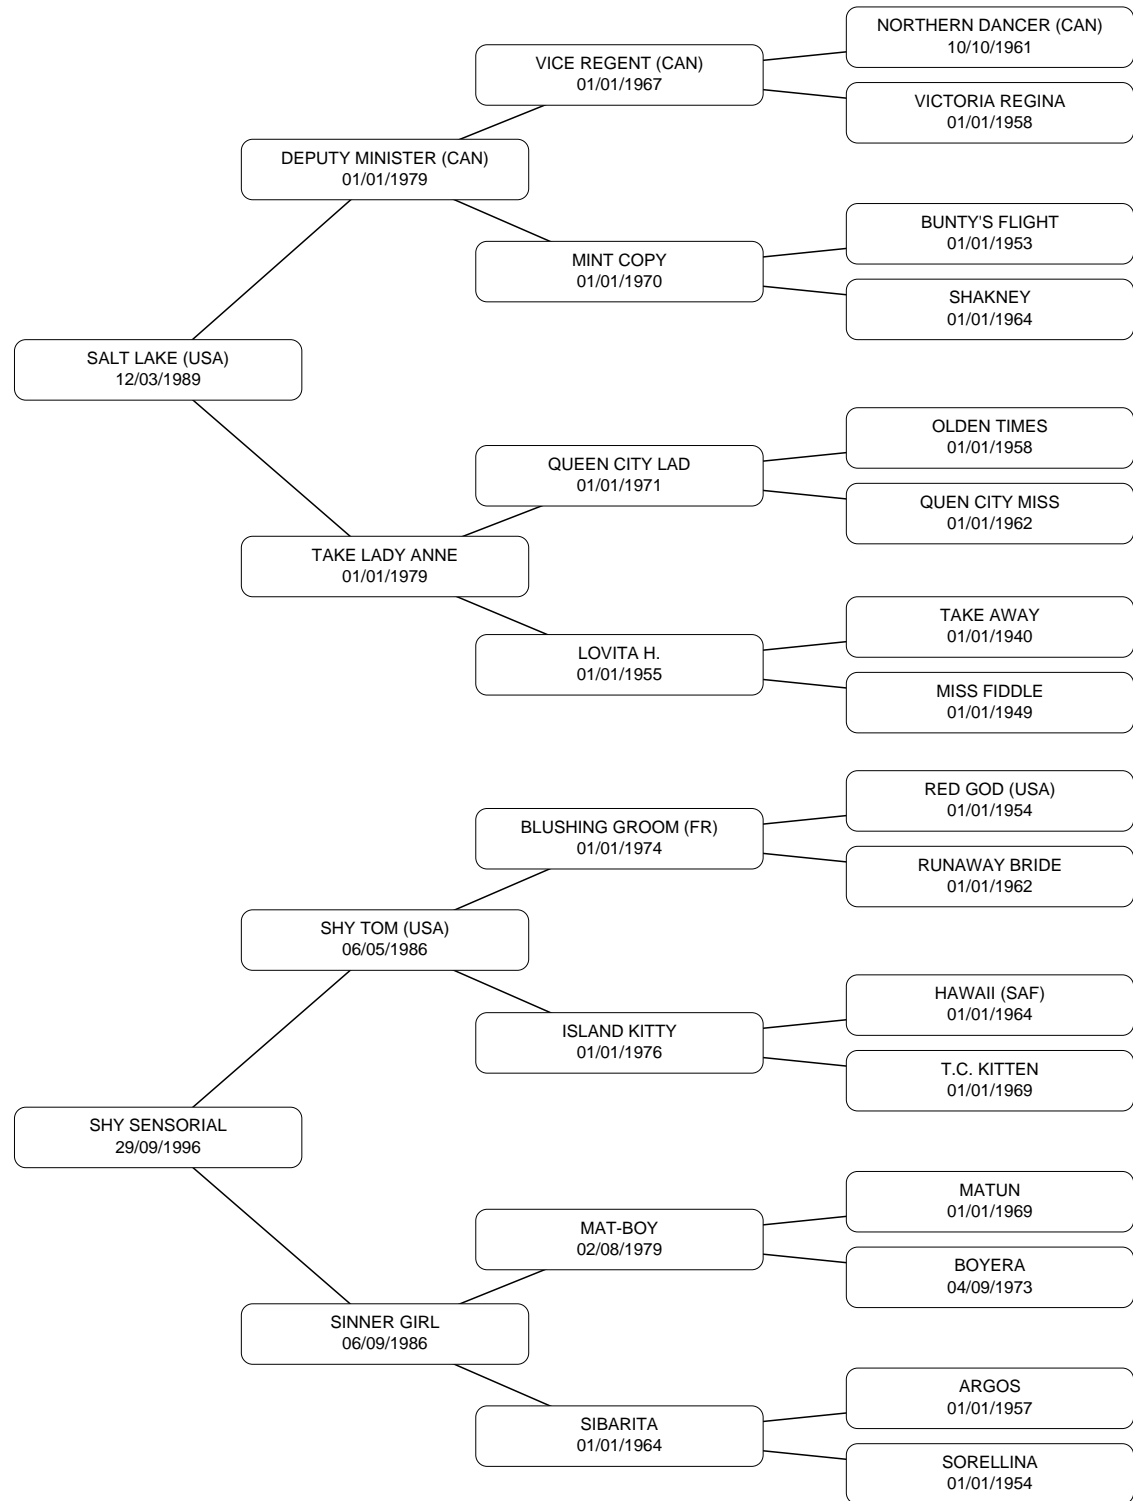 NORTHERN DANCER (CAN)
10/10/1961
VICE REGENT (CAN)
01/01/1967
VICTORIA REGINA
01/01/1958
DEPUTY MINISTER (CAN)
01/01/1979
BUNTY'S FLIGHT
01/01/1953
MINT COPY
01/01/1970
SHAKNEY
01/01/1964
SALT LAKE (USA)
12/03/1989
OLDEN TIMES
01/01/1958
QUEEN CITY LAD
01/01/1971
QUEN CITY MISS
01/01/1962
TAKE LADY ANNE
01/01/1979
TAKE AWAY
01/01/1940
LOVITA H.
01/01/1955
MISS FIDDLE
01/01/1949
RED GOD (USA)
01/01/1954
BLUSHING GROOM (FR)
01/01/1974
RUNAWAY BRIDE
01/01/1962
SHY TOM (USA)
06/05/1986
HAWAII (SAF)
01/01/1964
ISLAND KITTY
01/01/1976
T.C. KITTEN
01/01/1969
SHY SENSORIAL
29/09/1996
MATUN
01/01/1969
MAT-BOY
02/08/1979
BOYERA
04/09/1973
SINNER GIRL
06/09/1986
ARGOS
01/01/1957
SIBARITA
01/01/1964
SORELLINA
01/01/1954